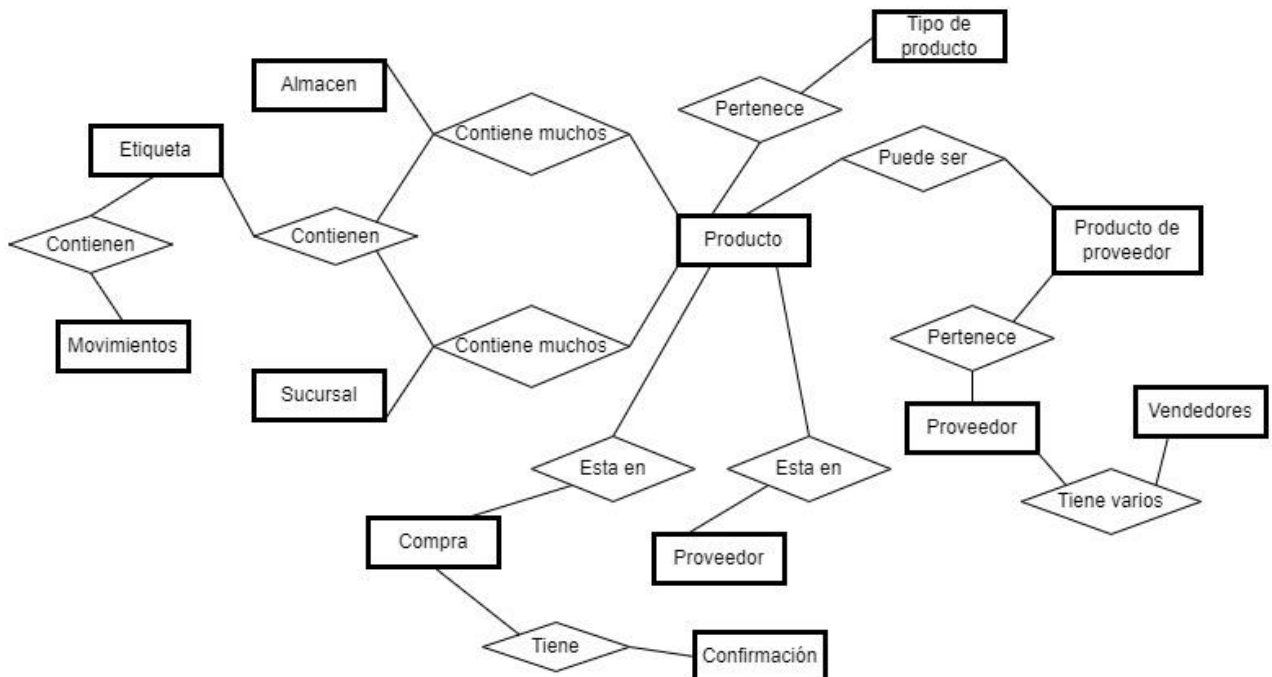 Tipo de
producto
Almacen
Pertenece
Contiene muchos
Etiqueta
Puede ser
Contienen
Contienen
Producto
Producto de
proveedor
Movimientos
Contiene muchos
Pertenece
Sucursal
Proveedor
Vendedores
Esta en
Esta en
Tiene varios
Compra
Proveedor
Tiene
Confirmación